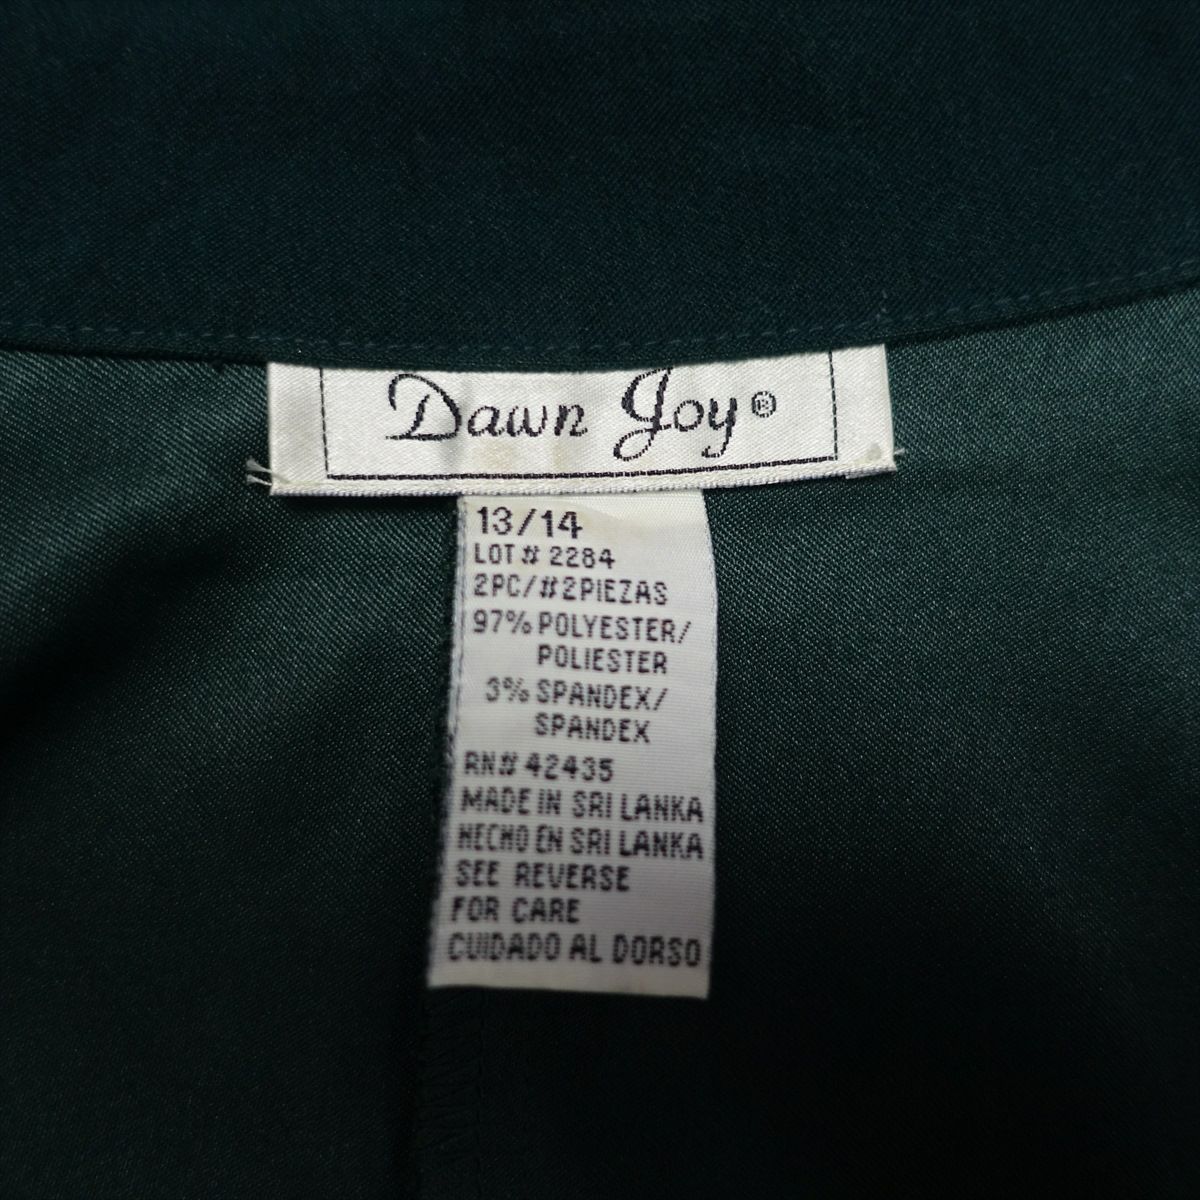 Dawn Joy®
13/14
LOT # 2284
2PC/#2PIEZAS
97% POLYESTER/
POLIESTER
3% SPANDEX/
SPANDEX
RN# 42435
MADE IN SRI LANKA
HECHO EN SRI LANKA
SEE REVERSE
FOR CARE
CUIDADO AL DORSO